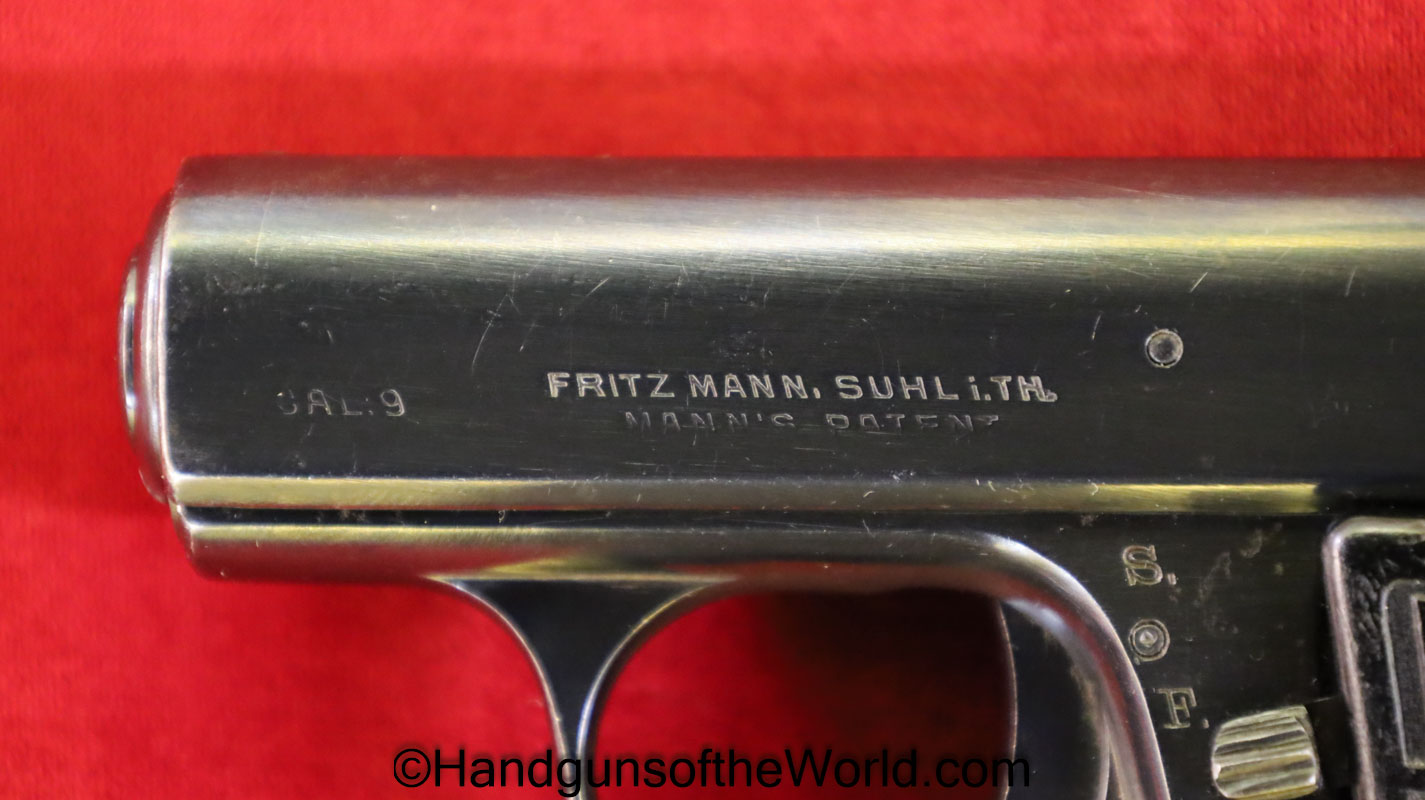 CAL.9
FRITZ MANN, SUHL i.TH.
MANN'S PATENT
S.
F.
©HandgunsoftheWorld.com